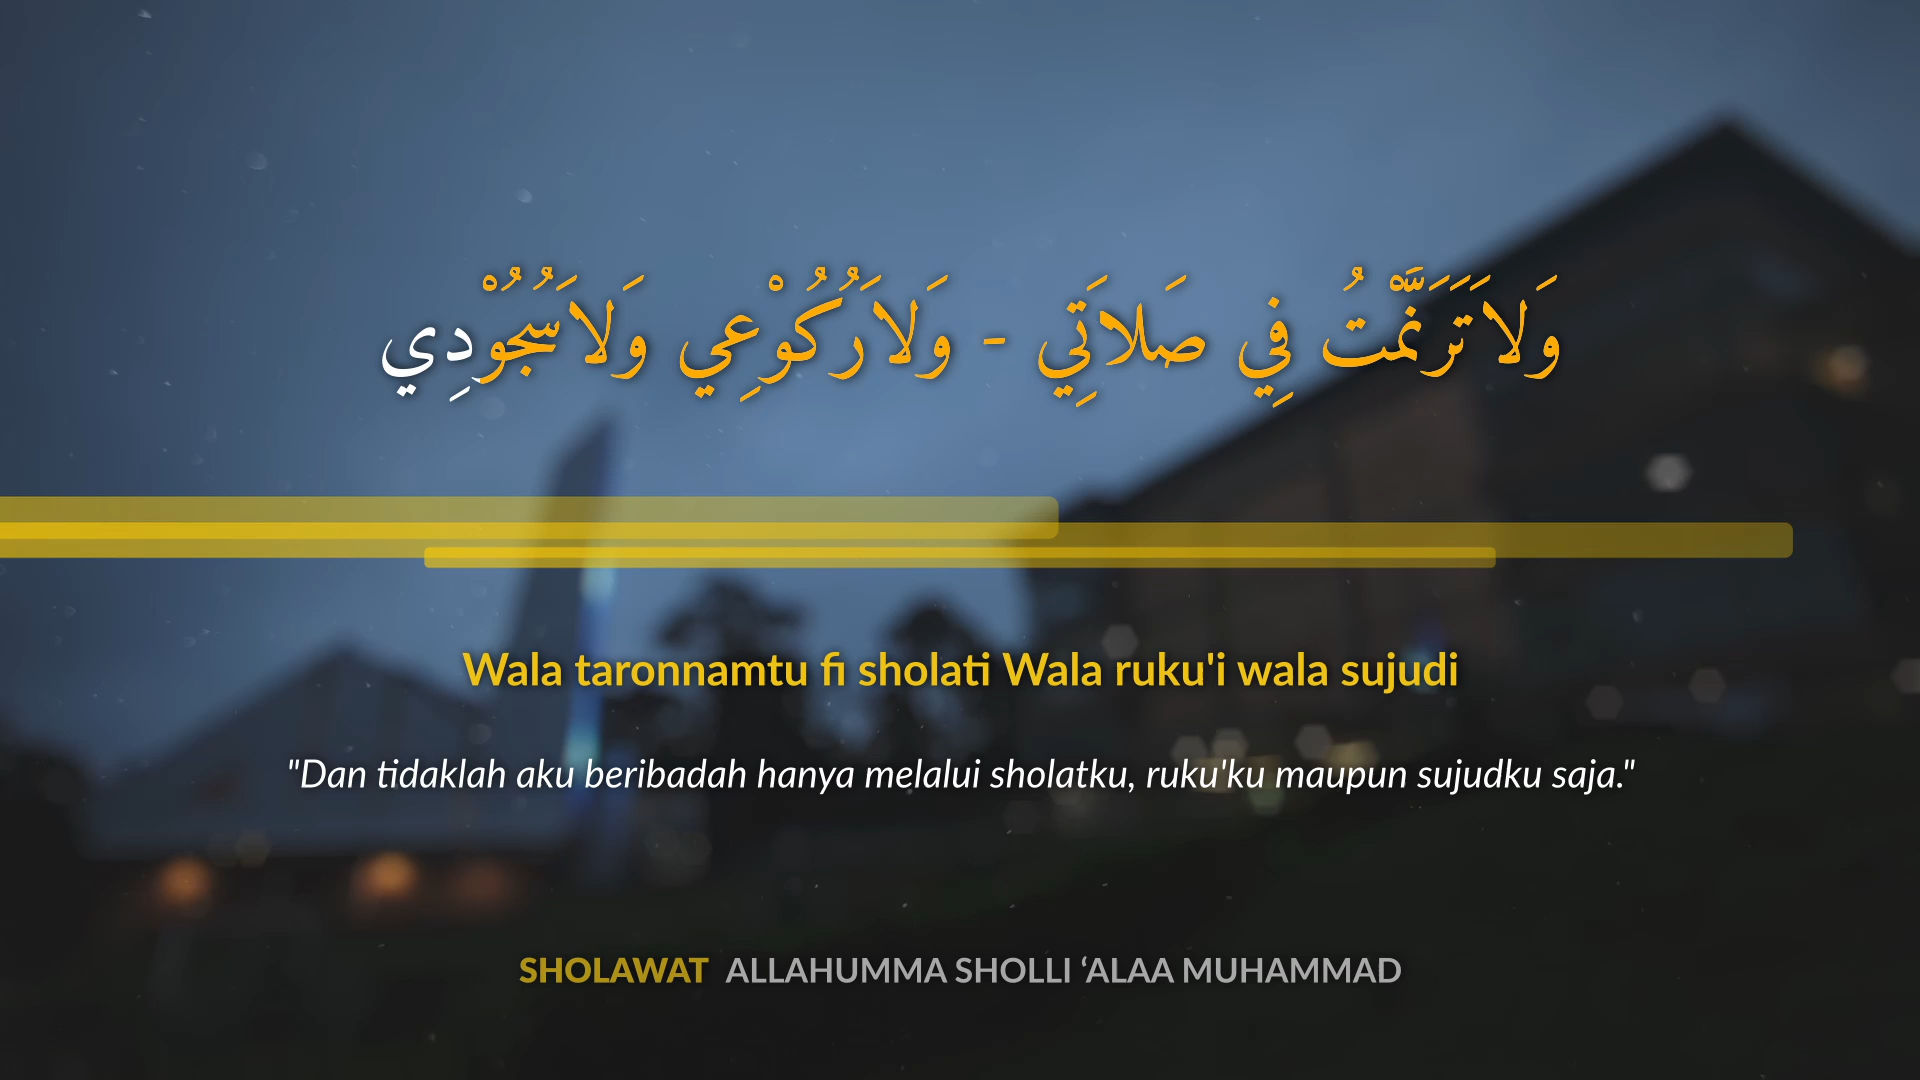 وَلاَتَرَنَّمْتُ فِي صَلاَتِي - وَلاَرُكُوْعِي وَلاَسُجُوْدِي
Wala taronnamtu fi sholati Wala ruku'i wala sujudi
"Dan tidaklah aku beribadah hanya melalui sholatku, ruku'ku maupun sujudku saja."
SHOLAWAT ALLAHUMMA SHOLLI ‘ALAA MUHAMMAD